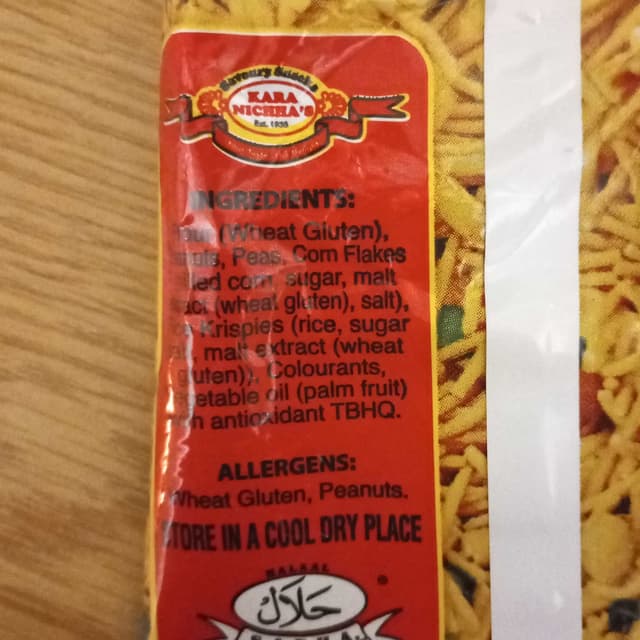 Savoury Snack's
KARA
NICHHA'S
Est. 1935
INGREDIENTS:
(Wheat Gluten),
Peas, Corn Flakes
corn, sugar, malt
(wheat gluten), salt),
Krispies (rice, sugar
malt extract (wheat
gluten)), Colourants,
vegetable oil (palm fruit)
antioxidant TBHQ.
ALLERGENS:
Wheat Gluten, Peanuts.
STORE IN A COOL DRY PLACE
HALAAL
حلال